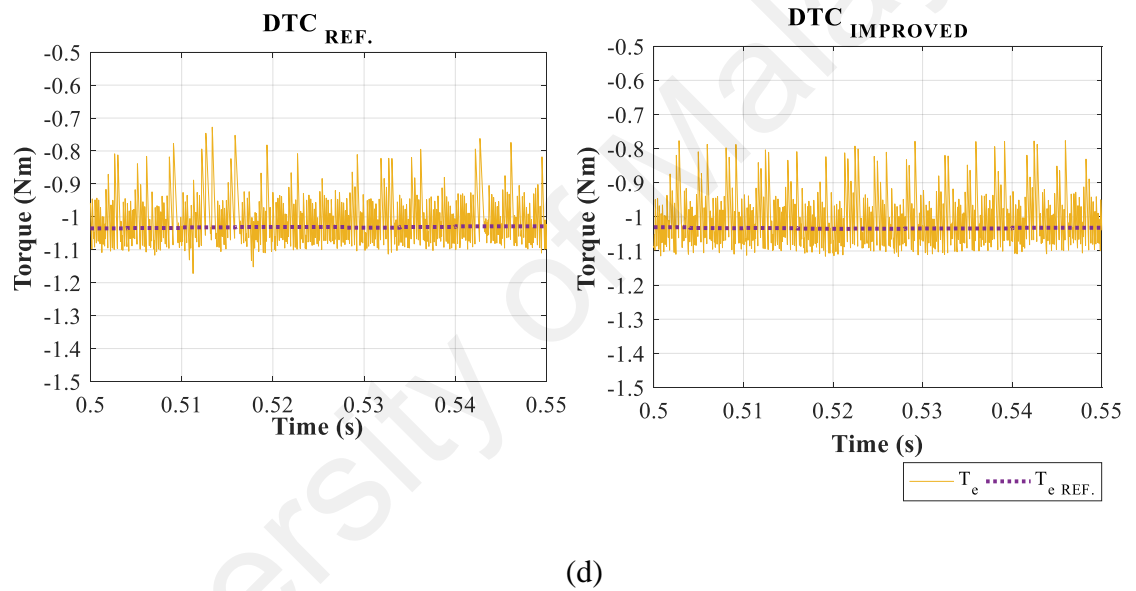 DTC REF.
-0.5
-0.6
-0.7
-0.8
-0.9
-1
-1.1
-1.2
-1.3
-1.4
-1.5
Torque (Nm)
0.5 0.51 0.52 0.53 0.54 0.55
Time (s)
DTC IMPROVED
-0.5
-0.6
-0.7
-0.8
-0.9
-1
-1.1
-1.2
-1.3
-1.4
-1.5
Torque (Nm)
0.5 0.51 0.52 0.53 0.54 0.55
Time (s)
T e T e REF.
(d)
ersity of Mala